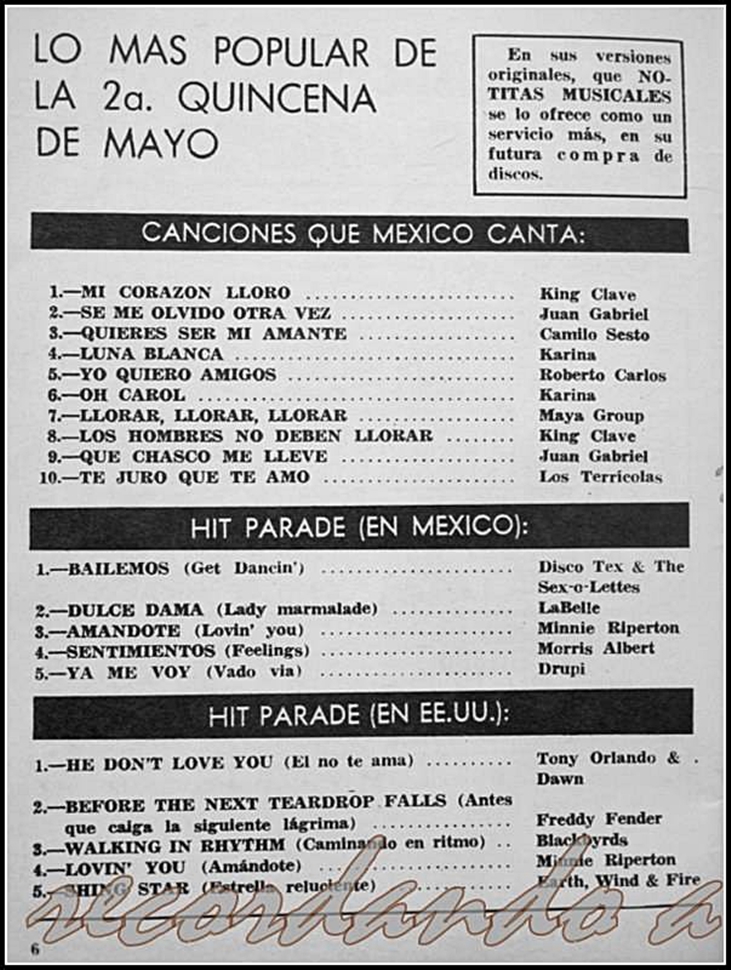 LO MAS POPULAR DE
LA 2a. QUINCENA
DE MAYO
En sus versiones
originales, que NO-
TITAS MUSICALES
se lo ofrece como un
servicio más, en su
futura compra de
discos.
CANCIONES QUE MEXICO CANTA:
1.—MI CORAZON LLORO ...................... King Clave
2.—SE ME OLVIDO OTRA VEZ .................. Juan Gabriel
3.—QUIERES SER MI AMANTE ................ Camilo Sesto
4.—LUNA BLANCA ............................ Karina
5.—YO QUIERO AMIGOS ...................... Roberto Carlos
6.—OH CAROL ................................ Karina
7.—LLORAR, LLORAR, LLORAR ................ Maya Group
8.—LOS HOMBRES NO DEBEN LLORAR ........ King Clave
9.—QUE CHASCO ME LLEVE .................. Juan Gabriel
10.—TE JURO QUE TE AMO .................... Los Terrícolas
HIT PARADE (EN MEXICO):
1.—BAILEMOS (Get Dancin') .................... Disco Tex & The
Sex-o-Lettes
2.—DULCE DAMA (Lady marmalade) ............ LaBelle
3.—AMANDOTE (Lovin' you) .................... Minnie Riperton
4.—SENTIMIENTOS (Feelings) .................... Morris Albert
5.—YA ME VOY (Vado via) ...................... Drupi
HIT PARADE (EN EE.UU.):
1.—HE DON'T LOVE YOU (El no te ama) .......... Tony Orlando &
Dawn
2.—BEFORE THE NEXT TEARDROP FALLS (Antes
que caiga la siguiente lágrima) ................ Freddy Fender
3.—WALKING IN RHYTHM (Caminando en ritmo) .. Blackbyrds
4.—LOVIN' YOU (Amándote) .................... Minnie Riperton
5.—SHING STAR (Estrella reluciente) ............ Earth, Wind & Fire
recordando a
6